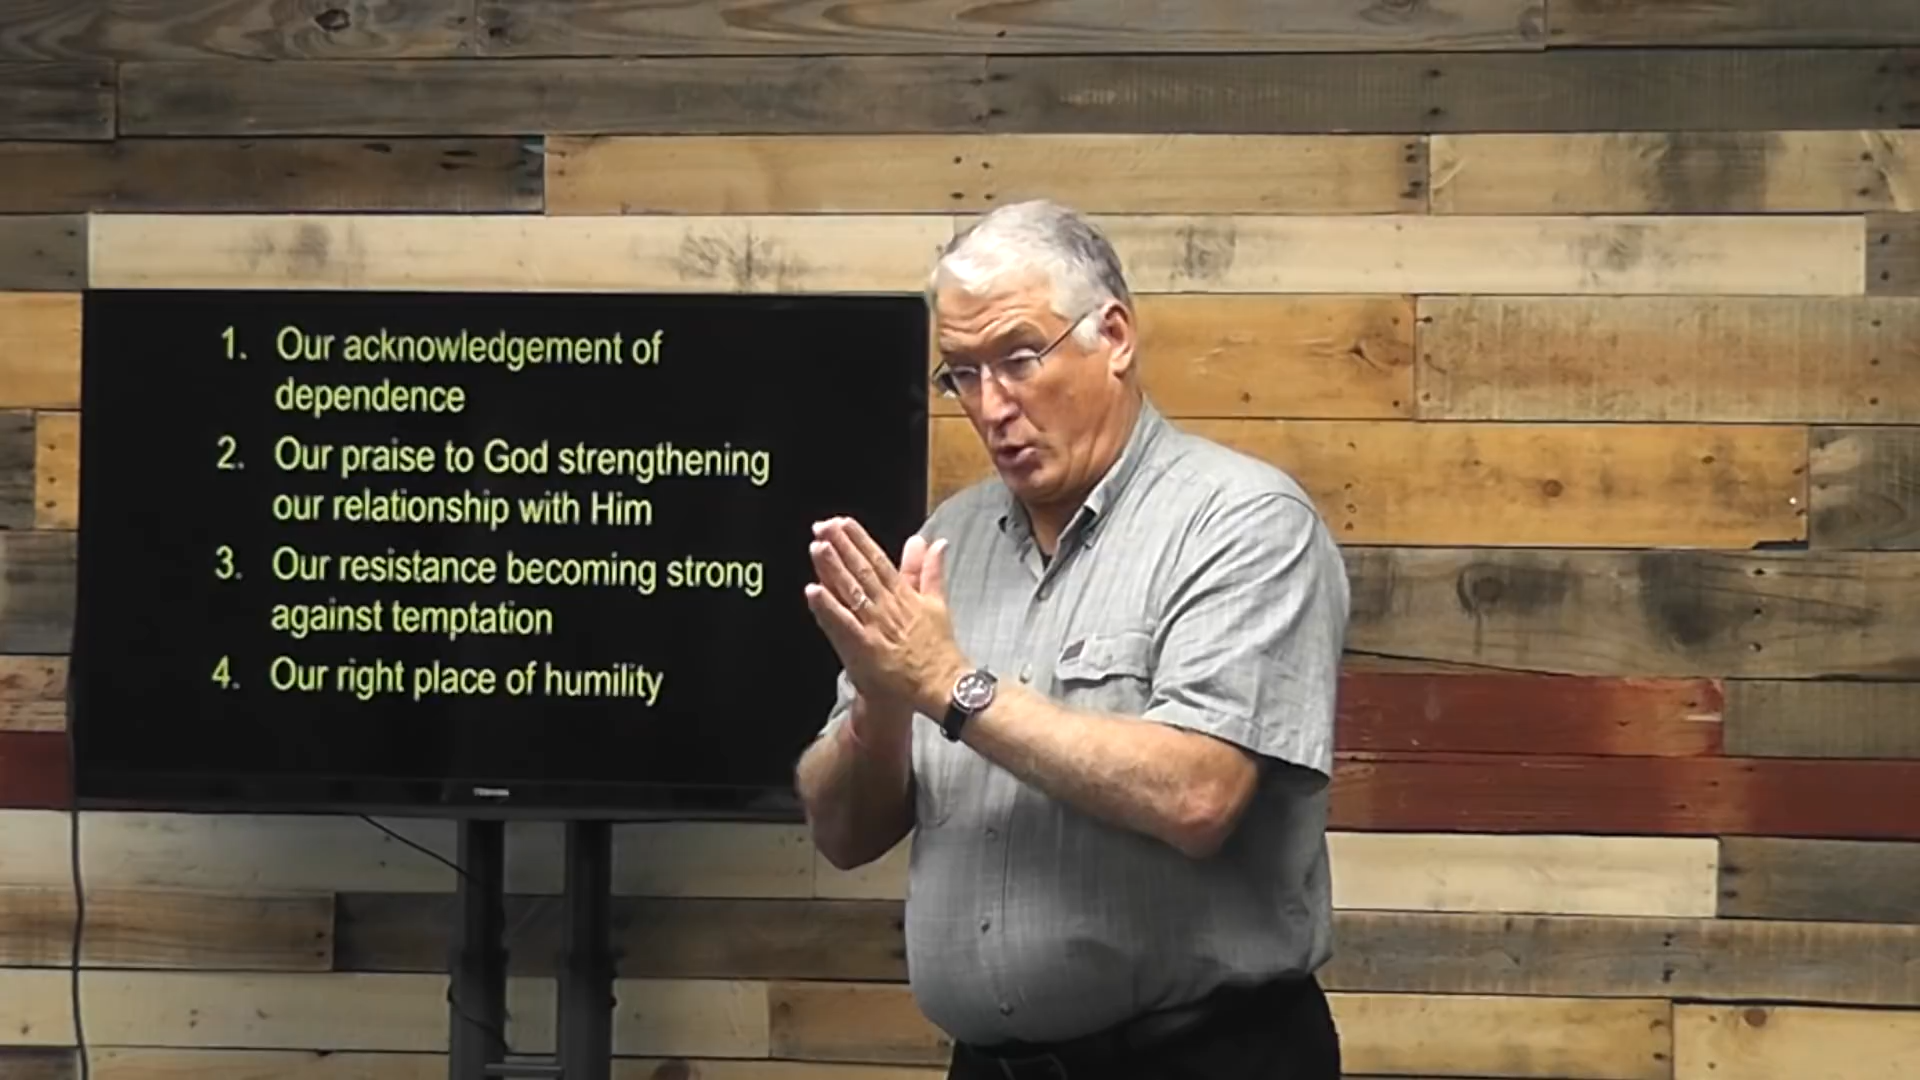 1. Our acknowledgement of
dependence
2. Our praise to God strengthening
our relationship with Him
3. Our resistance becoming strong
against temptation
4. Our right place of humility
TOSHIBA